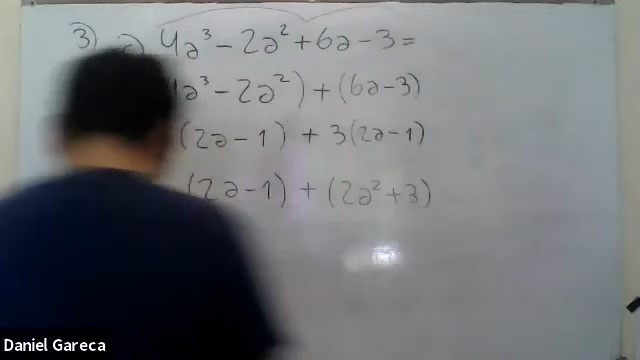 3) a) 4a³ - 2a² + 6a - 3 =
a³ - 2a²) + (6a - 3)
(2a - 1) + 3(2a - 1)
(2a - 1) + (2a² + 3)
Daniel Gareca